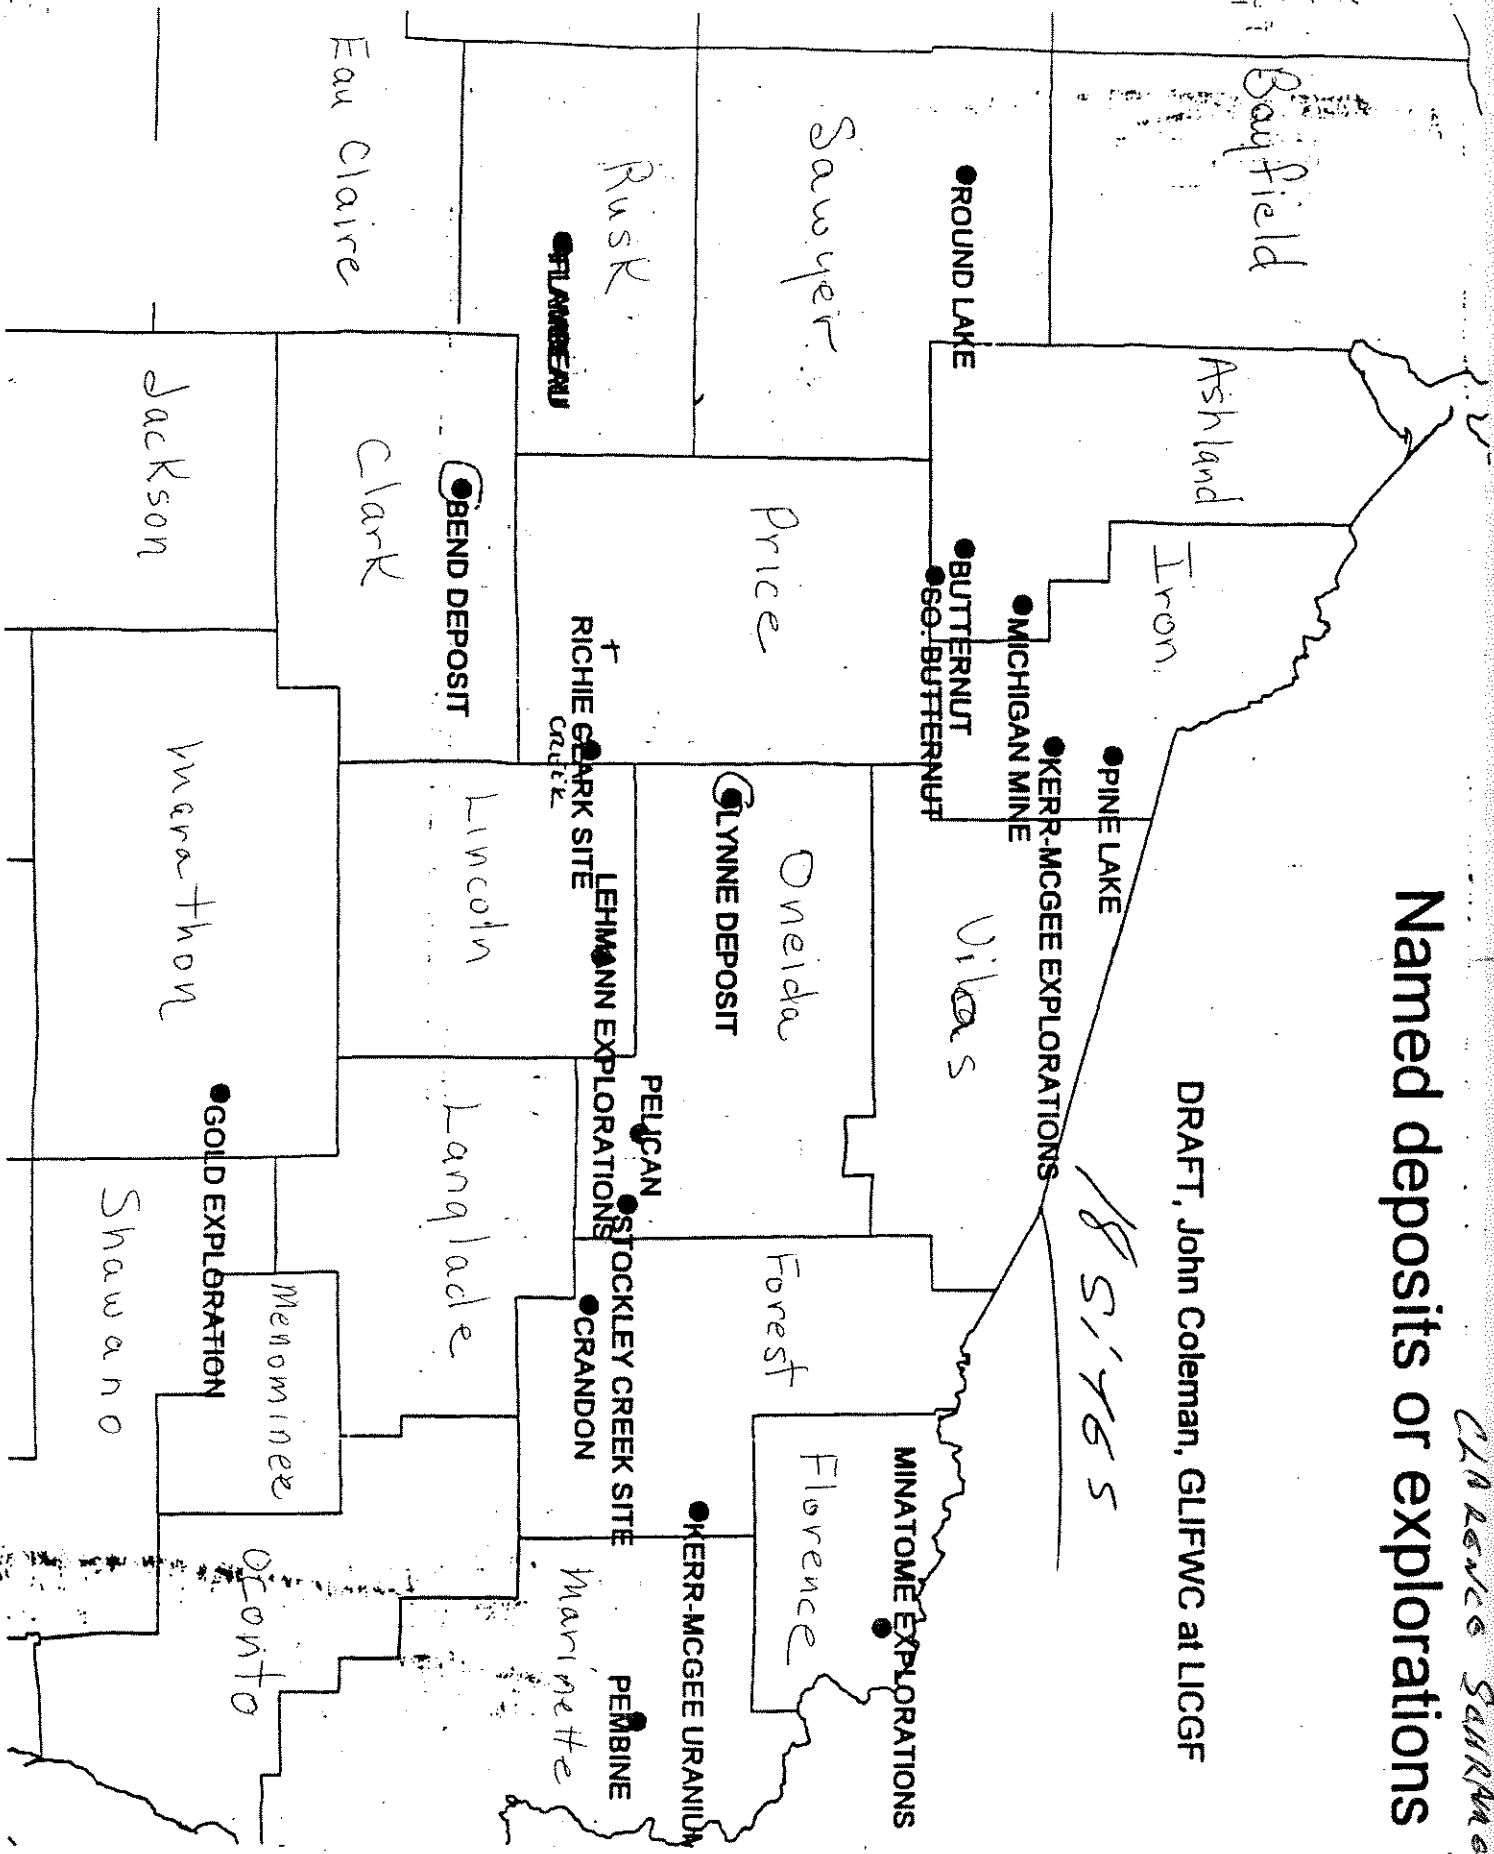 Named deposits or explorations
DRAFT, John Coleman, GLIFWC at LICGF
18 SITES
Bayfield
Ashland
Iron
PINE LAKE
KERR-MCGEE EXPLORATIONS
MICHIGAN MINE
BUTTERNUT
SO. BUTTERNUT
ROUND LAKE
Vilas
MINATOME EXPLORATIONS
Sawyer
Price
Oneida
Forest
Florence
LYNNE DEPOSIT
KERR-MCGEE URANIUM
Rusk
PELICAN
STOCKLEY CREEK SITE
PEMBINE
LEHMANN EXPLORATIONS
RICHIE CLARK SITE
Creek
CRANDON
FLAMBEAU
Marinette
BEND DEPOSIT
Lincoln
Langlade
Eau Claire
Clark
Menominee
Oconto
GOLD EXPLORATION
Jackson
Marathon
Shawano